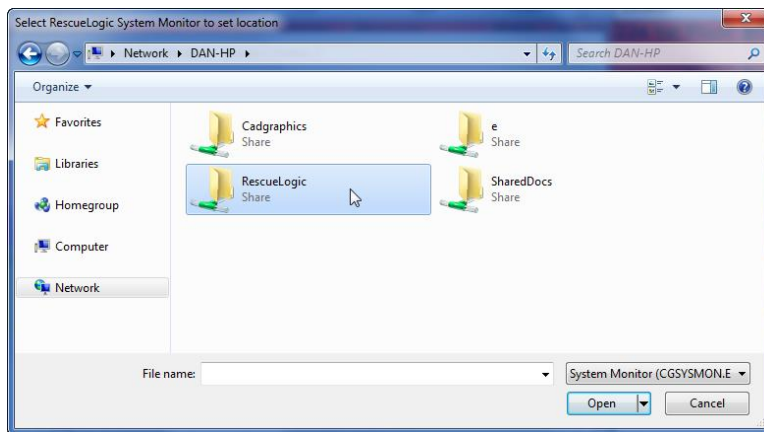 Select RescueLogic System Monitor to set location
Network
DAN-HP
Search DAN-HP
Organize
Favorites
Libraries
Homegroup
Computer
Network
Cadgraphics
Share
e
Share
RescueLogic
Share
SharedDocs
Share
File name:
System Monitor (CGSYSMON.E
Open
Cancel